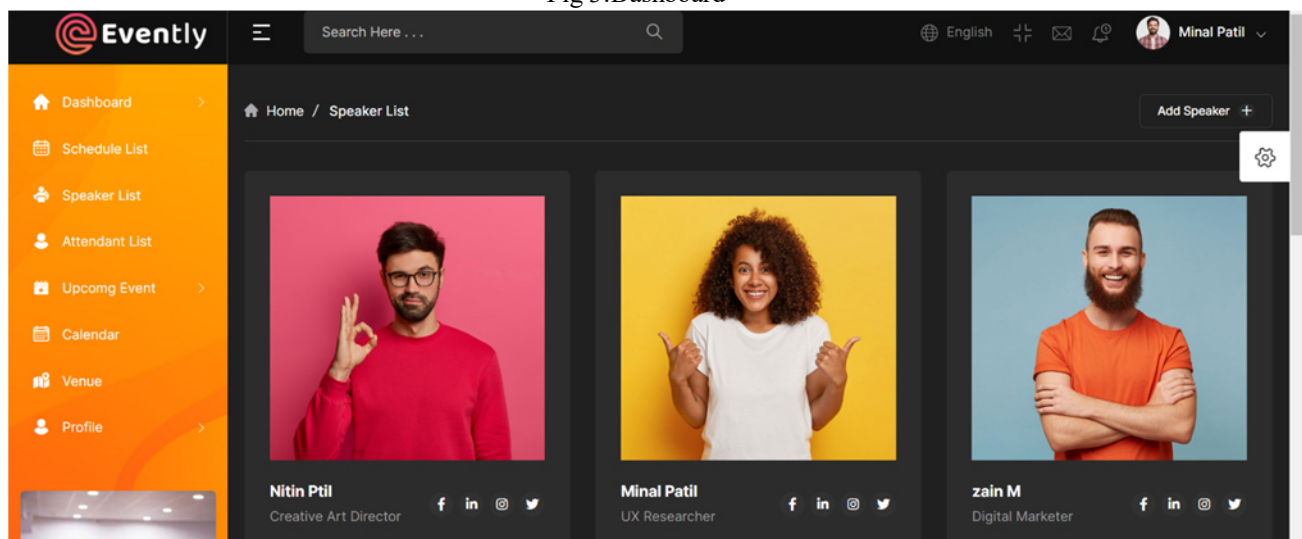 Fig 5:Dashboard
Evently
Search Here . . .
English
Minal Patil
Dashboard
Schedule List
Speaker List
Attendant List
Upcomg Event
Calendar
Venue
Profile
Home / Speaker List
Add Speaker +
Nitin Ptil
Creative Art Director
Minal Patil
UX Researcher
zain M
Digital Marketer